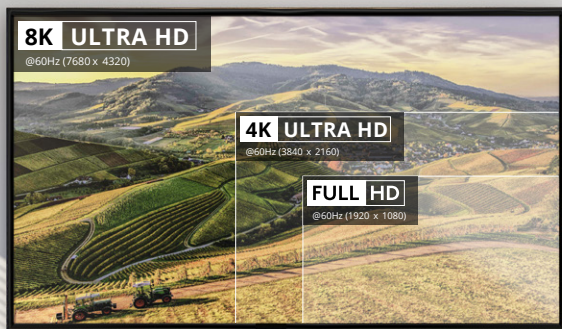 8K ULTRA HD
@60Hz (7680 x 4320)
4K ULTRA HD
@60Hz (3840 x 2160)
FULL HD
@60Hz (1920 x 1080)